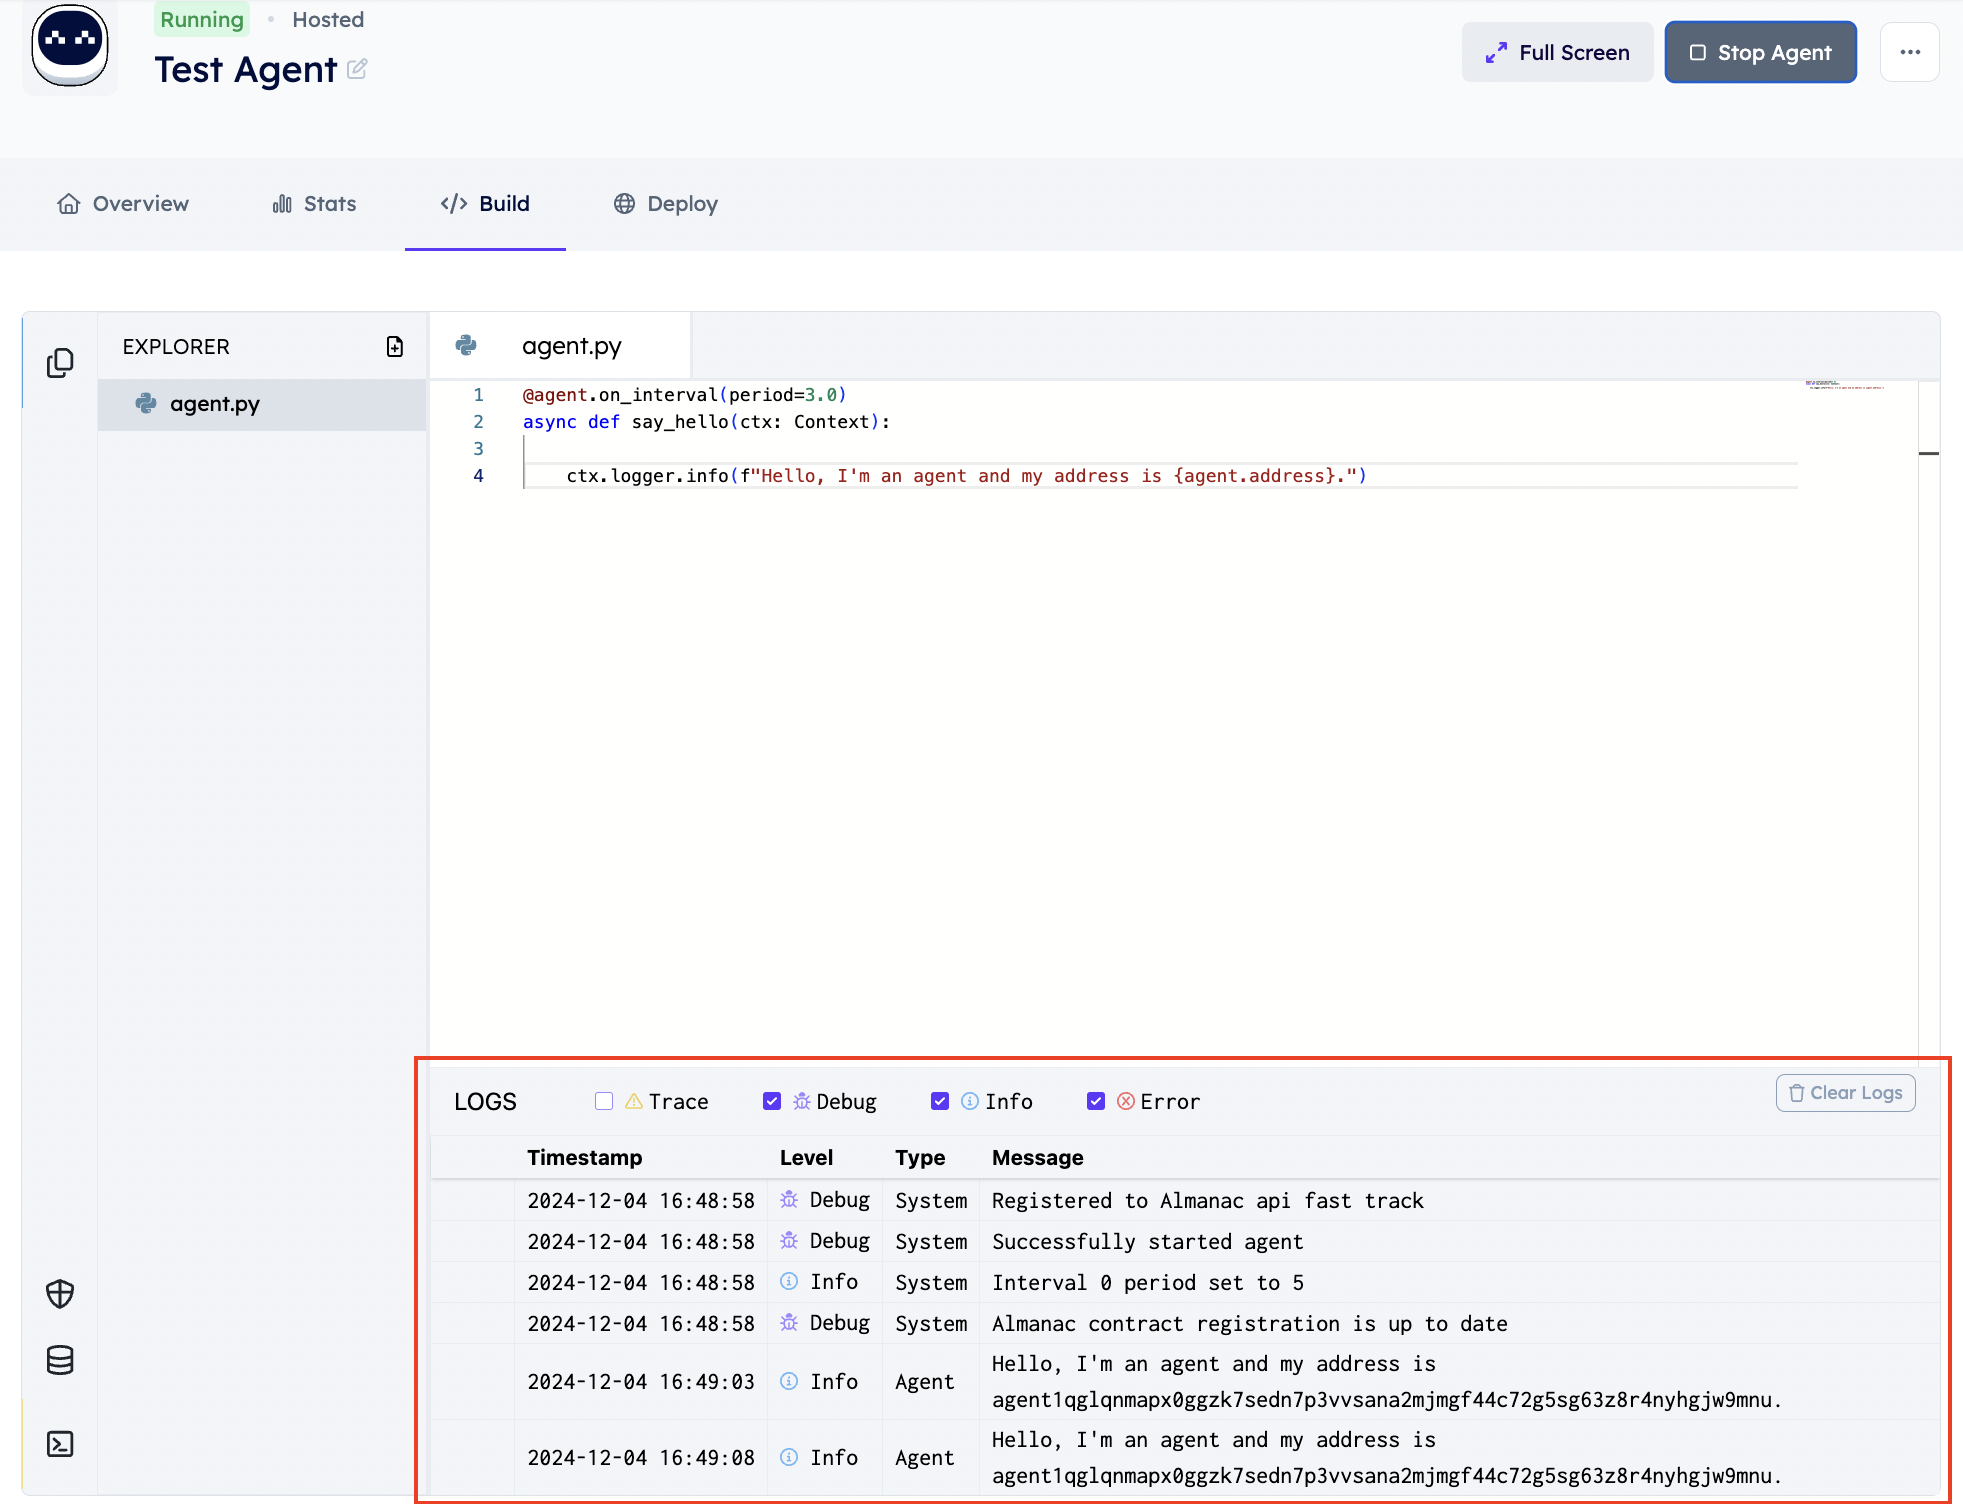 Running • Hosted
Test Agent
Full Screen
Stop Agent
Overview
Stats
</> Build
Deploy
EXPLORER
agent.py
agent.py
1 @agent.on_interval(period=3.0)
2 async def say_hello(ctx: Context):
3
4 ctx.logger.info(f"Hello, I'm an agent and my address is {agent.address}.")
LOGS Trace Debug Info Error Clear Logs
Timestamp Level Type Message
2024-12-04 16:48:58 Debug System Registered to Almanac api fast track
2024-12-04 16:48:58 Debug System Successfully started agent
2024-12-04 16:48:58 Info System Interval 0 period set to 5
2024-12-04 16:48:58 Debug System Almanac contract registration is up to date
2024-12-04 16:49:03 Info Agent Hello, I'm an agent and my address is
agent1qglqnmapx0ggzk7sedn7p3vvsana2mjmgf44c72g5sg63z8r4nyhgjw9mnu.
2024-12-04 16:49:08 Info Agent Hello, I'm an agent and my address is
agent1qglqnmapx0ggzk7sedn7p3vvsana2mjmgf44c72g5sg63z8r4nyhgjw9mnu.